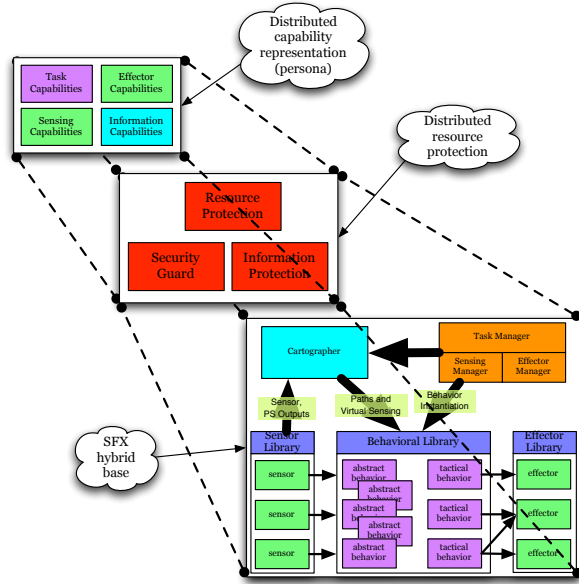 Distributed
capability
representation
(persona)
Task
Capabilities
Effector
Capabilities
Sensing
Capabilities
Information
Capabilities
Distributed
resource
protection
Resource
Protection
Security
Guard
Information
Protection
Cartographer
Task Manager
Sensing
Manager
Effector
Manager
Sensor,
PS Outputs
Paths and
Virtual Sensing
Behavior
Instantiation
SFX
hybrid
base
Sensor
Library
Behavioral Library
Effector
Library
sensor
abstract
behavior
tactical
behavior
effector
abstract
behavior
sensor
abstract
behavior
tactical
behavior
effector
abstract
behavior
sensor
abstract
behavior
tactical
behavior
effector